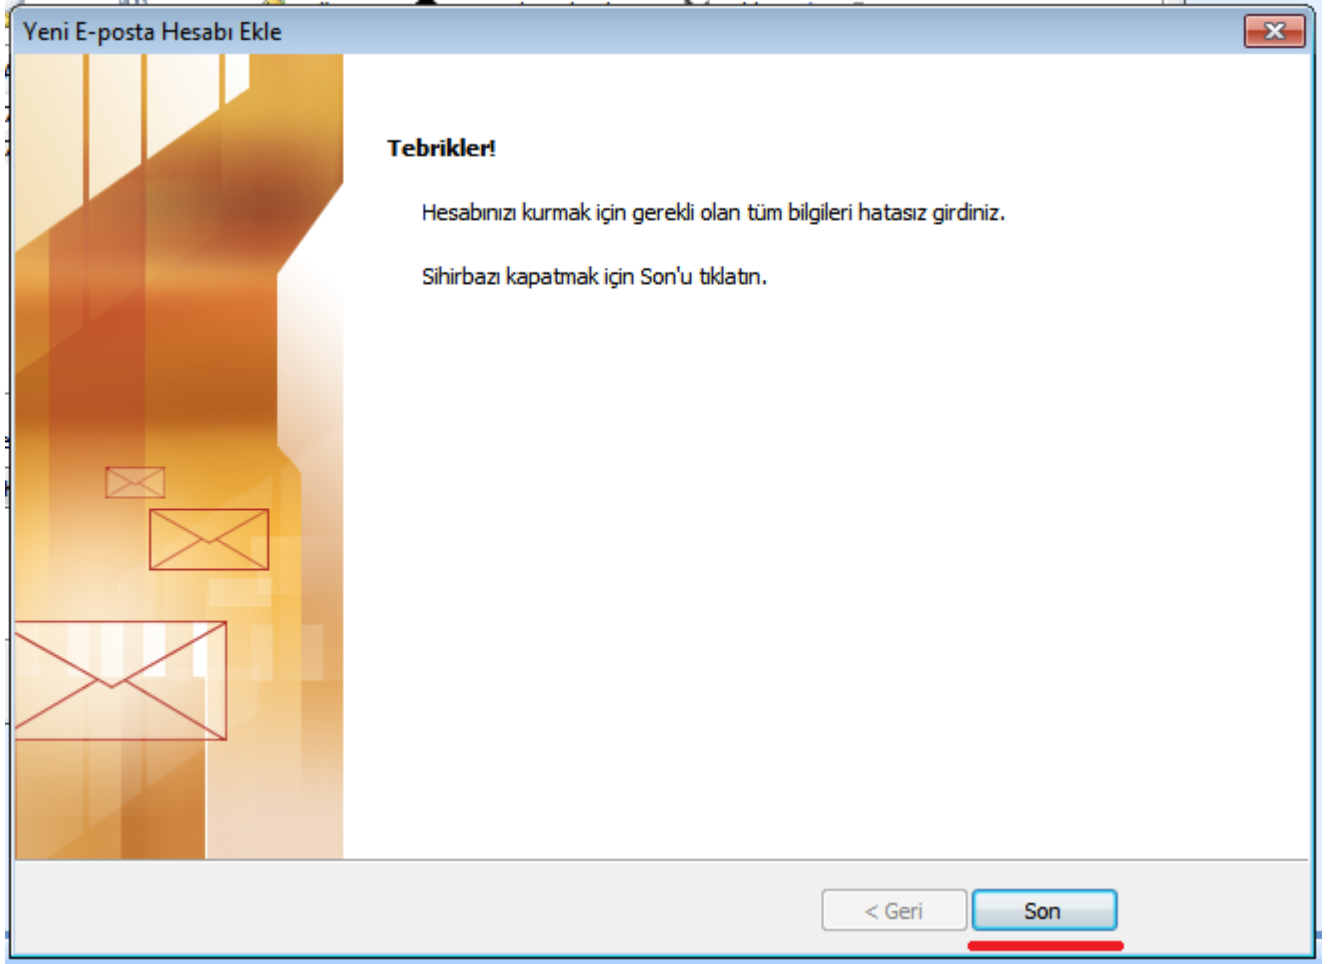 Yeni E-posta Hesabı Ekle
Tebrikler!
Hesabınızı kurmak için gerekli olan tüm bilgileri hatasız girdiniz.
Sihirbazı kapatmak için Son'u tıklatın.
< Geri
Son